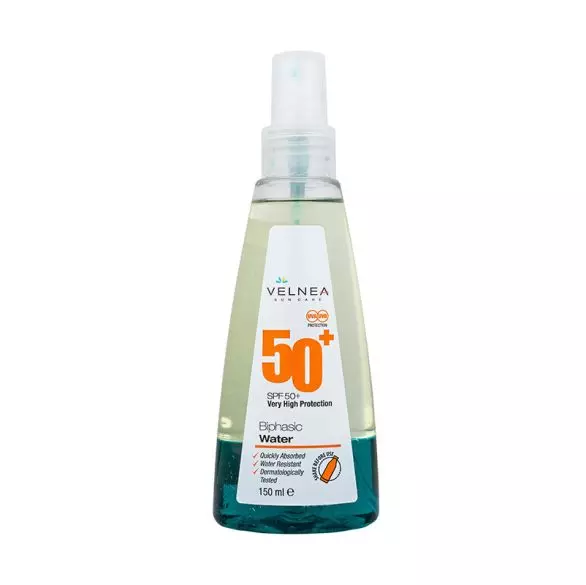 VELNEA
SUN CARE
UVA UVB
PROTECTION
50+
SPF 50+
Very High Protection
Biphasic
Water
✓ Quickly Absorbed
✓ Water Resistant
✓ Dermatologically
Tested
SHAKE BEFORE USE
150 ml e